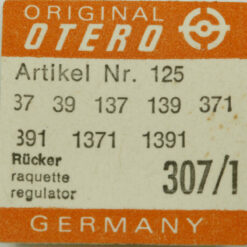 ORIGINAL
OTERO
Artikel Nr. 125
37 39 137 139 371
391 1371 1391
Rücker
raquette
regulator
307/1
GERMANY